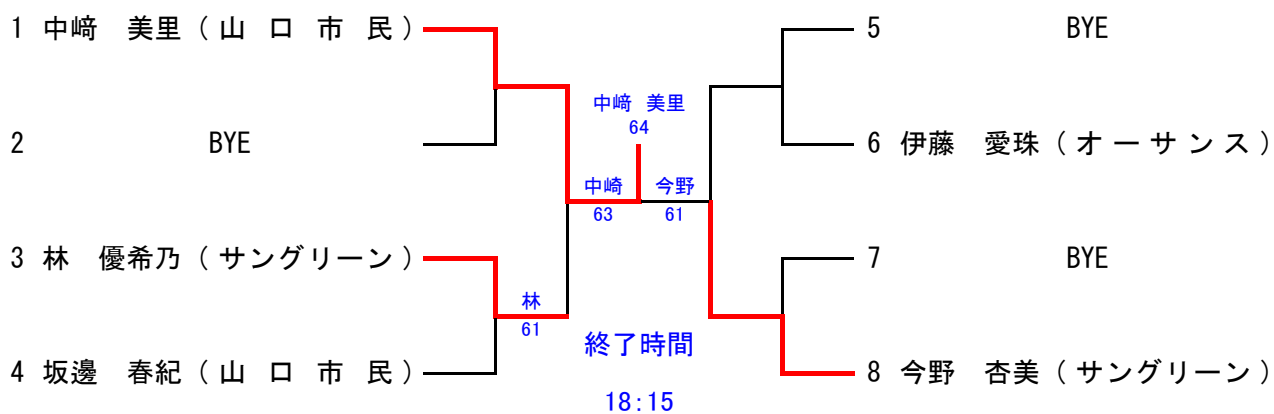 1 中﨑 美里 ( 山 口 市 民 )
2 BYE
3 林 優希乃 ( サングリーン )
4 坂邊 春紀 ( 山 口 市 民 )
林
61
中崎
63
中﨑 美里
64
今野
61
終了時間
18:15
5 BYE
6 伊藤 愛珠 ( オ ー サ ン ス )
7 BYE
8 今野 杏美 ( サングリーン )